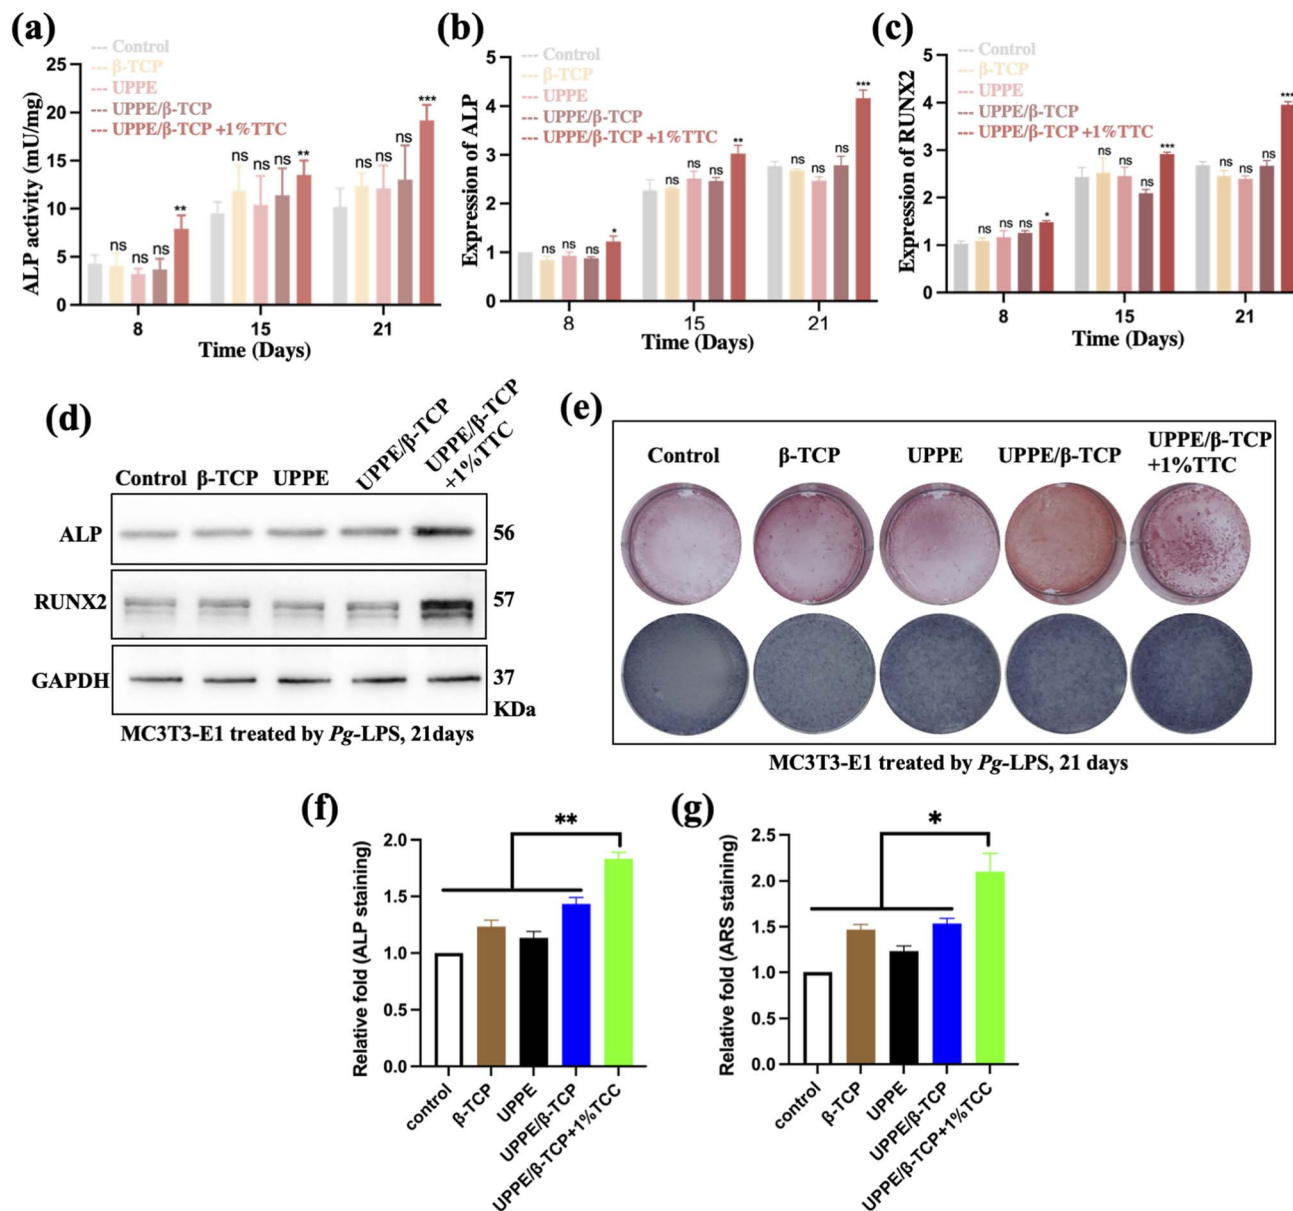 (a)
--- Control
--- β-TCP
--- UPPE
--- UPPE/β-TCP
--- UPPE/β-TCP +1%TTC
ALP activity (mU/mg)
25
20
15
10
5
0
ns
ns
ns
**
ns
ns
ns
**
ns
ns
ns
***
8
15
21
Time (Days)
(b)
--- Control
--- β-TCP
--- UPPE
--- UPPE/β-TCP
--- UPPE/β-TCP +1%TTC
Expression of ALP
5
4
3
2
1
0
ns
ns
ns
*
ns
ns
ns
**
ns
ns
ns
***
8
15
21
Time (Days)
(c)
--- Control
--- β-TCP
--- UPPE
--- UPPE/β-TCP
--- UPPE/β-TCP +1%TTC
Expression of RUNX2
5
4
3
2
1
0
ns
ns
ns
*
ns
ns
ns
***
ns
ns
ns
***
8
15
21
Time (Days)
(d)
Control
β-TCP
UPPE
UPPE/β-TCP
UPPE/β-TCP
+1%TTC
ALP
56
RUNX2
57
GAPDH
37
KDa
MC3T3-E1 treated by Pg-LPS, 21days
(e)
Control
β-TCP
UPPE
UPPE/β-TCP
UPPE/β-TCP
+1%TTC
MC3T3-E1 treated by Pg-LPS, 21 days
(f)
Relative fold (ALP staining)
2.0
1.5
1.0
0.5
0.0
**
control
β-TCP
UPPE
UPPE/β-TCP
UPPE/β-TCP+1%TCC
(g)
Relative fold (ARS staining)
2.5
2.0
1.5
1.0
0.5
0.0
*
control
β-TCP
UPPE
UPPE/β-TCP
UPPE/β-TCP+1%TCC